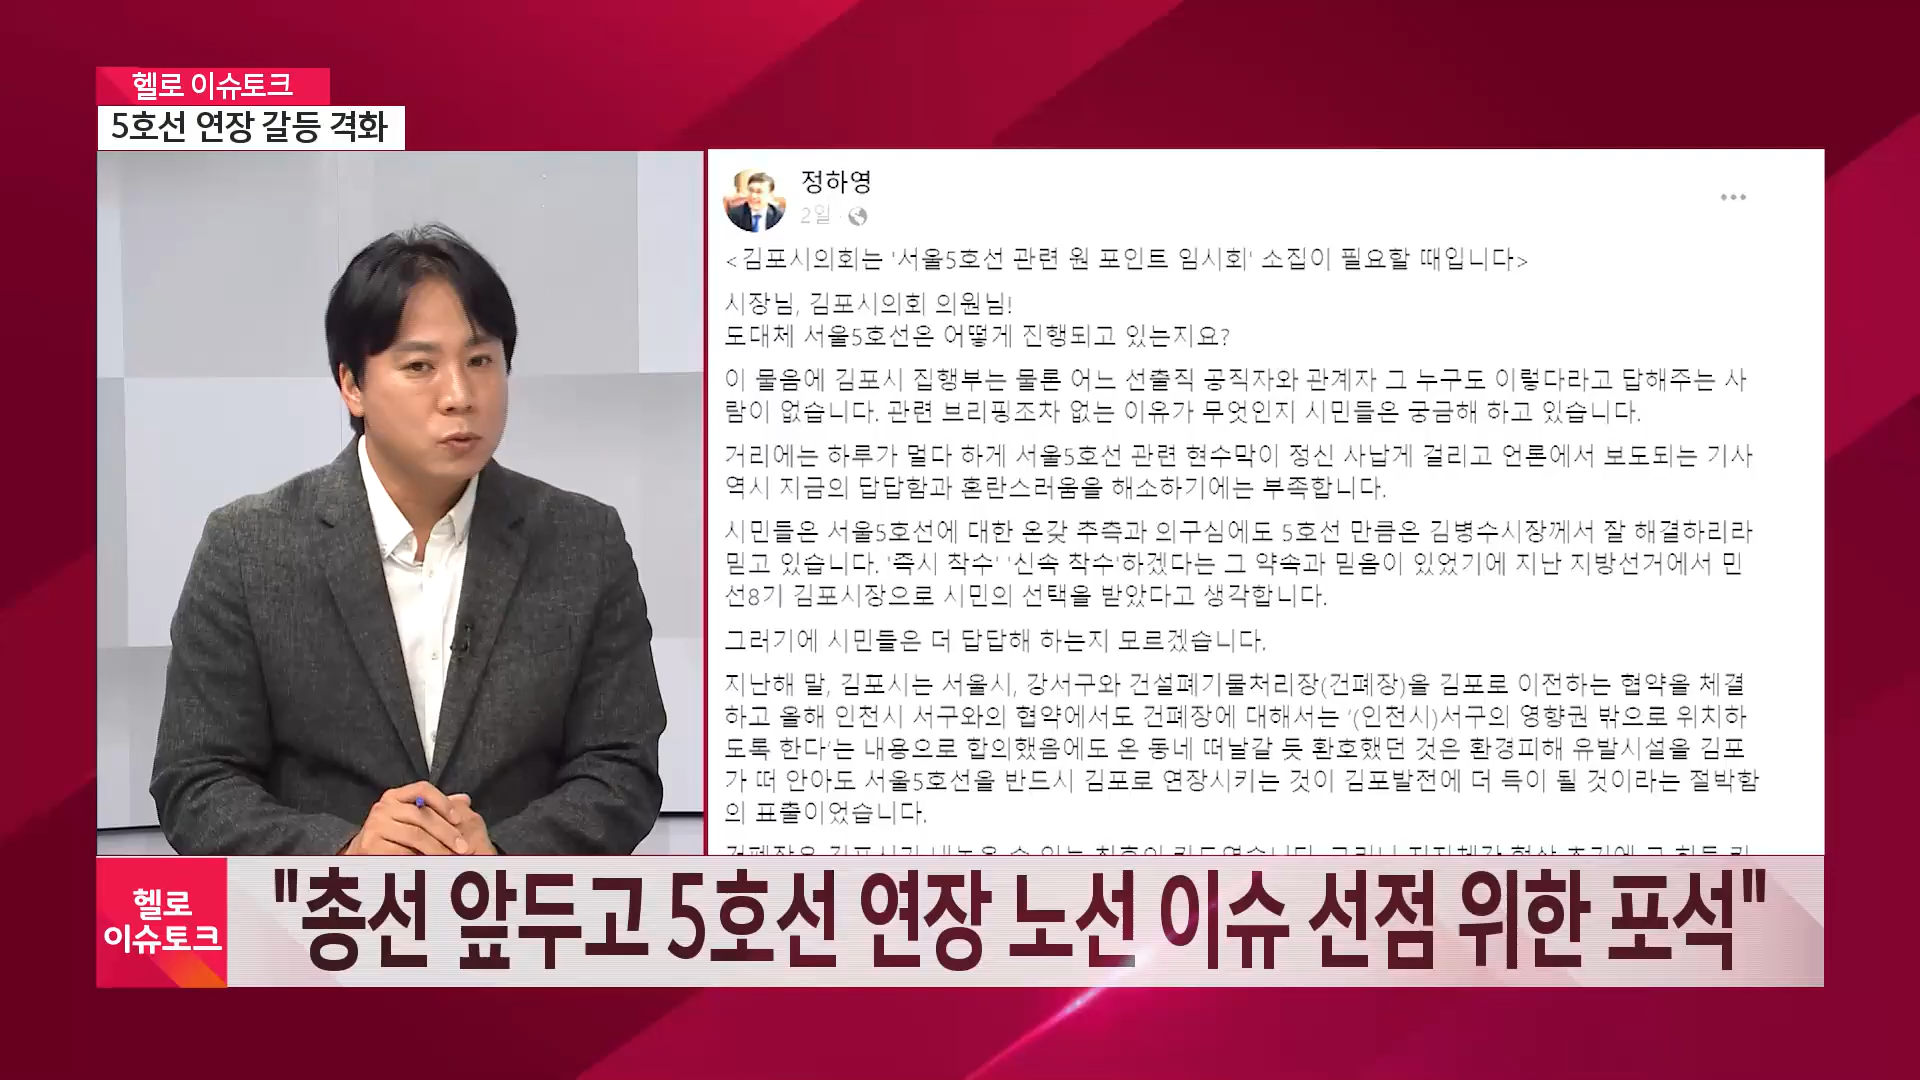 헬로 이슈토크
5호선 연장 갈등 격화
정하영
2일
<김포시의회는 '서울5호선 관련 원 포인트 임시회' 소집이 필요할 때입니다>
시장님, 김포시의회 의원님!
도대체 서울5호선은 어떻게 진행되고 있는지요?
이 물음에 김포시 집행부는 물론 어느 선출직 공직자와 관계자 그 누구도 이렇다라고 답해주는 사
람이 없습니다. 관련 브리핑조차 없는 이유가 무엇인지 시민들은 궁금해 하고 있습니다.
거리에는 하루가 멀다 하게 서울5호선 관련 현수막이 정신 사납게 걸리고 언론에서 보도되는 기사
역시 지금의 답답함과 혼란스러움을 해소하기에는 부족합니다.
시민들은 서울5호선에 대한 온갖 추측과 의구심에도 5호선 만큼은 김병수시장께서 잘 해결하리라
믿고 있습니다. '즉시 착수' '신속 착수'하겠다는 그 약속과 믿음이 있었기에 지난 지방선거에서 민
선8기 김포시장으로 시민의 선택을 받았다고 생각합니다.
그러기에 시민들은 더 답답해 하는지 모르겠습니다.
지난해 말, 김포시는 서울시, 강서구와 건설폐기물처리장(건폐장)을 김포로 이전하는 협약을 체결
하고 올해 인천시 서구와의 협약에서도 건폐장에 대해서는 '(인천시)서구의 영향권 밖으로 위치하
도록 한다'는 내용으로 합의했음에도 온 동네 떠날갈 듯 환호했던 것은 환경피해 유발시설을 김포
가 떠 안아도 서울5호선을 반드시 김포로 연장시키는 것이 김포발전에 더 득이 될 것이라는 절박함
의 표출이었습니다.
헬로
이슈토크
"총선 앞두고 5호선 연장 노선 이슈 선점 위한 포석"